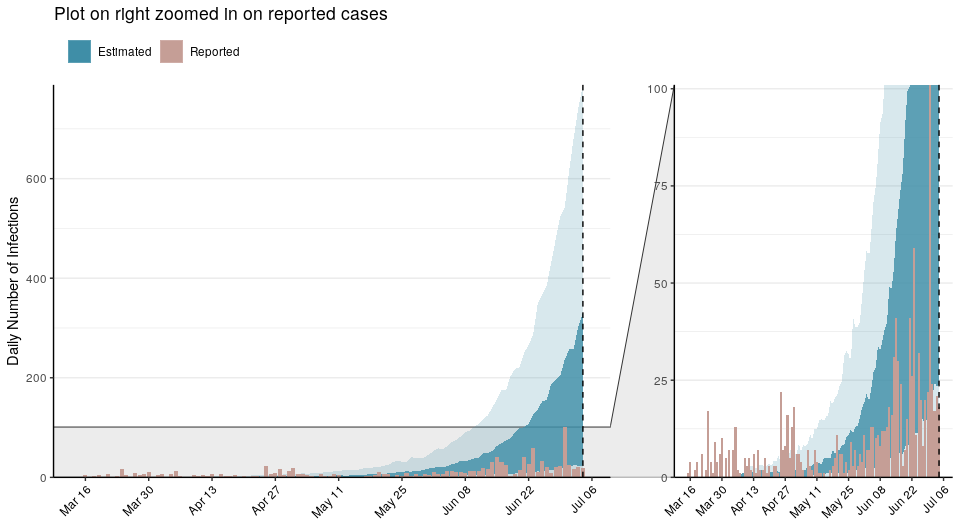 Plot on right zoomed in on reported cases
Estimated Reported
Daily Number of Infections
600
400
200
0
Mar 16 Mar 30 Apr 13 Apr 27 May 11 May 25 Jun 08 Jun 22 Jul 06
100
75
50
25
0
Mar 16 Mar 30 Apr 13 Apr 27 May 11 May 25 Jun 08 Jun 22 Jul 06